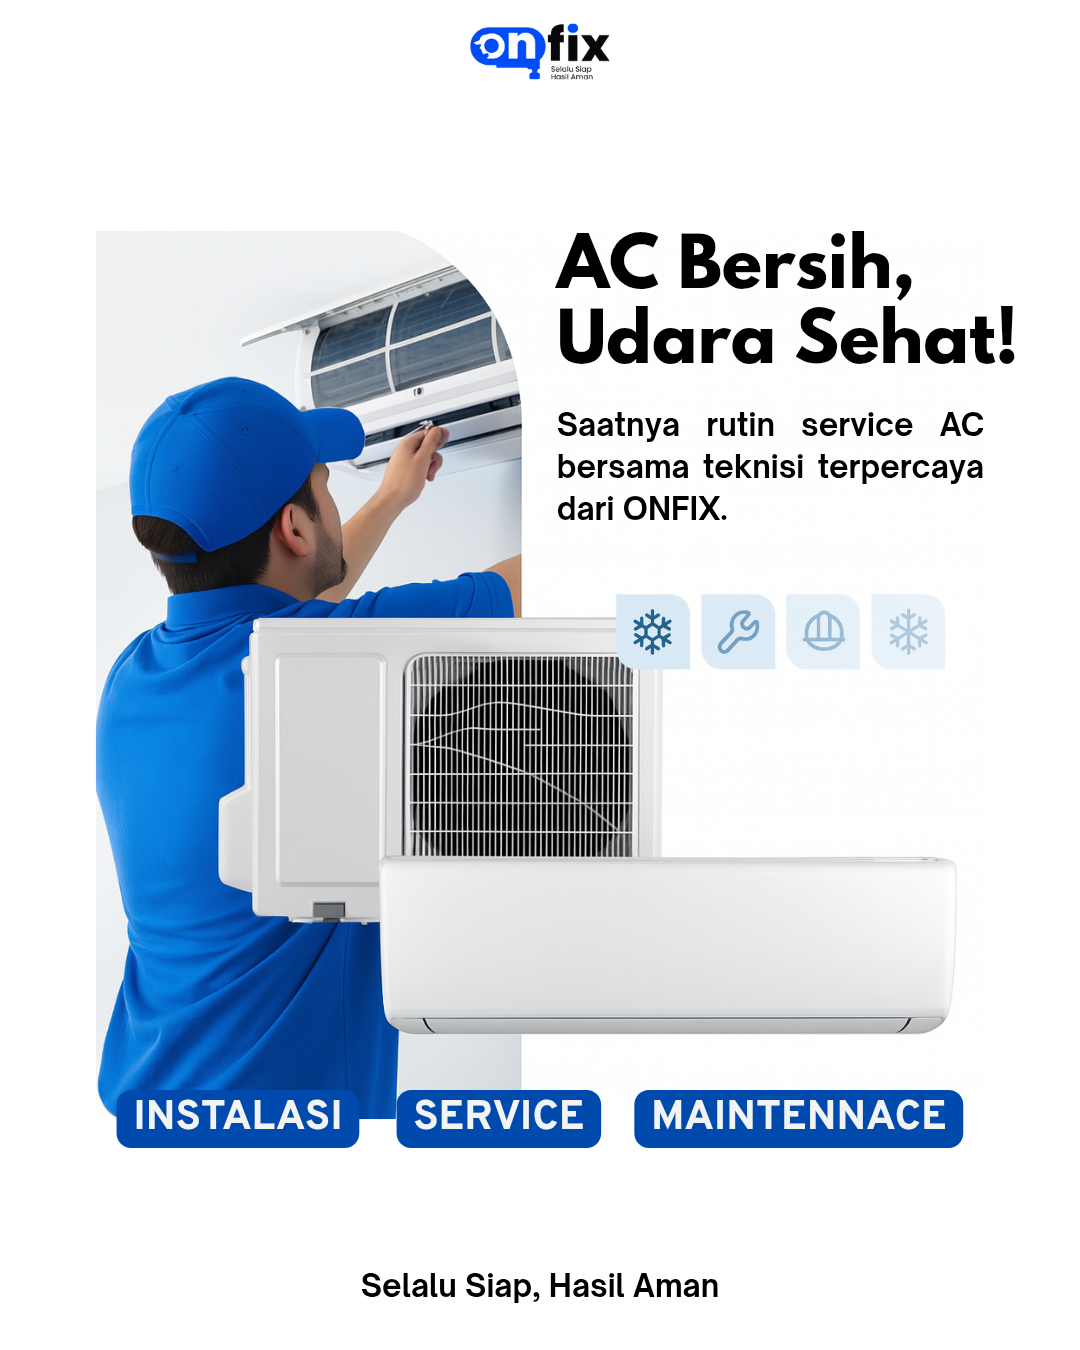 onfix
Selalu Siap
Hasil Aman
AC Bersih,
Udara Sehat!
Saatnya rutin service AC
bersama teknisi terpercaya
dari ONFIX.
INSTALASI SERVICE MAINTENNACE
Selalu Siap, Hasil Aman